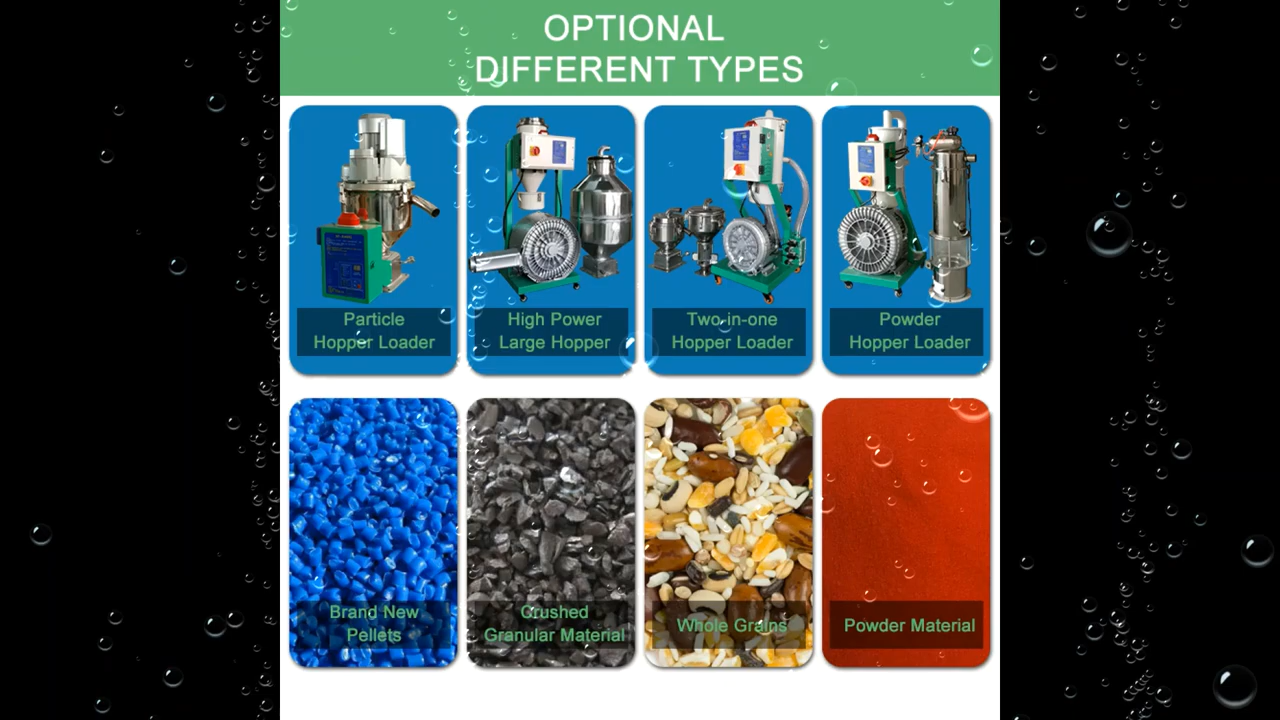 OPTIONAL
DIFFERENT TYPES
Particle
Hopper Loader
High Power
Large Hopper
Two-in-one
Hopper Loader
Powder
Hopper Loader
Brand New
Pellets
Crushed
Granular Material
Whole Grains
Powder Material